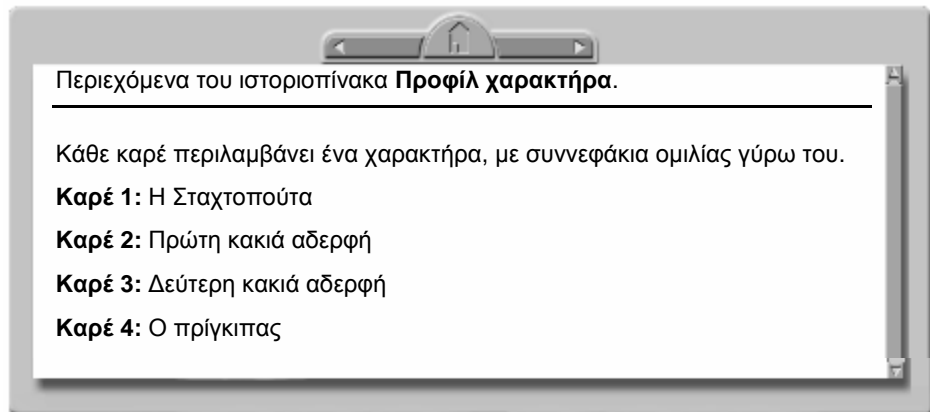 Περιεχόμενα του ιστοριοπίνακα Προφίλ χαρακτήρα.
Κάθε καρέ περιλαμβάνει ένα χαρακτήρα, με συννεφάκια ομιλίας γύρω του.
Καρέ 1: Η Σταχτοπούτα
Καρέ 2: Πρώτη κακιά αδερφή
Καρέ 3: Δεύτερη κακιά αδερφή
Καρέ 4: Ο πρίγκιπας